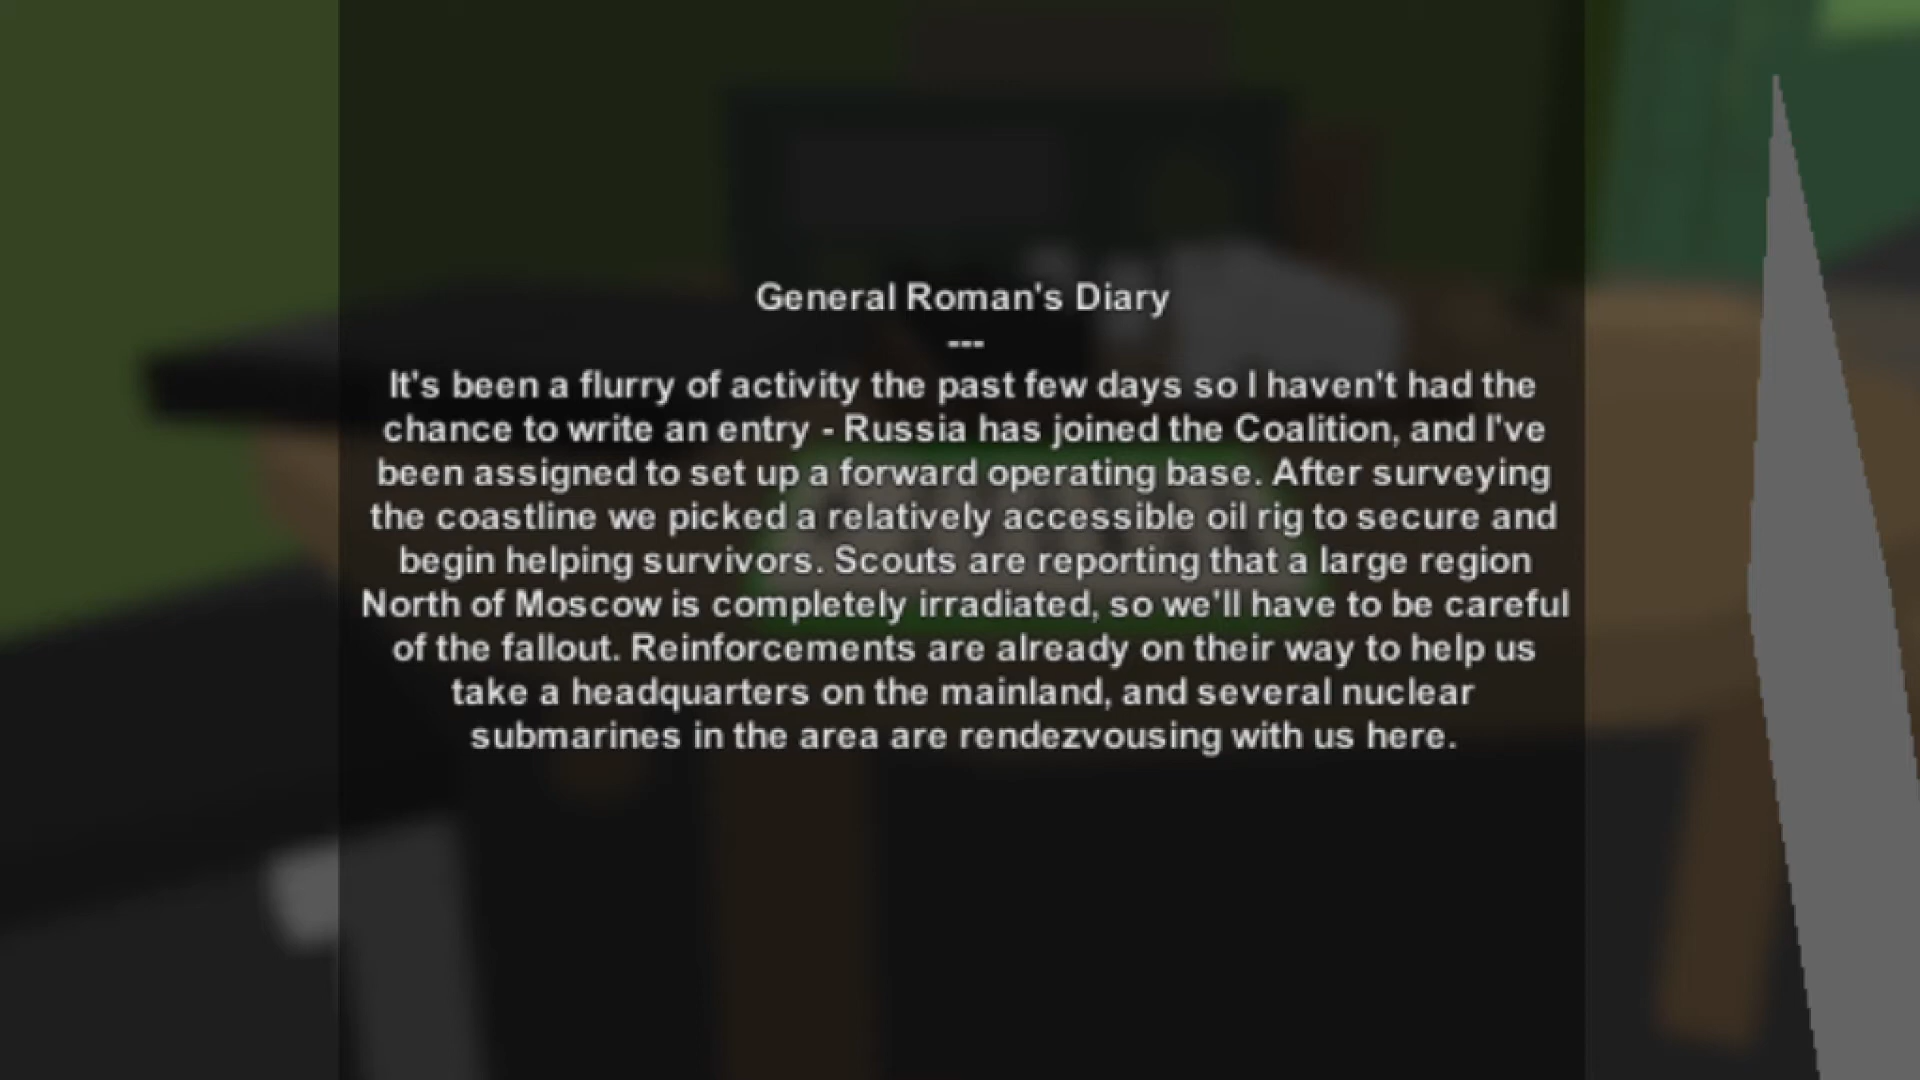 General Roman's Diary
---
It's been a flurry of activity the past few days so I haven't had the
chance to write an entry - Russia has joined the Coalition, and I've
been assigned to set up a forward operating base. After surveying
the coastline we picked a relatively accessible oil rig to secure and
begin helping survivors. Scouts are reporting that a large region
North of Moscow is completely irradiated, so we'll have to be careful
of the fallout. Reinforcements are already on their way to help us
take a headquarters on the mainland, and several nuclear
submarines in the area are rendezvousing with us here.